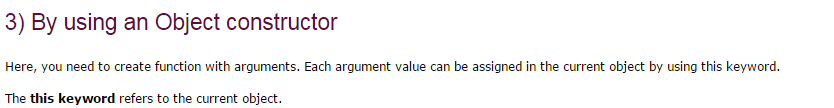 3) By using an Object constructor
Here, you need to create function with arguments. Each argument value can be assigned in the current object by using this keyword.
The this keyword refers to the current object.